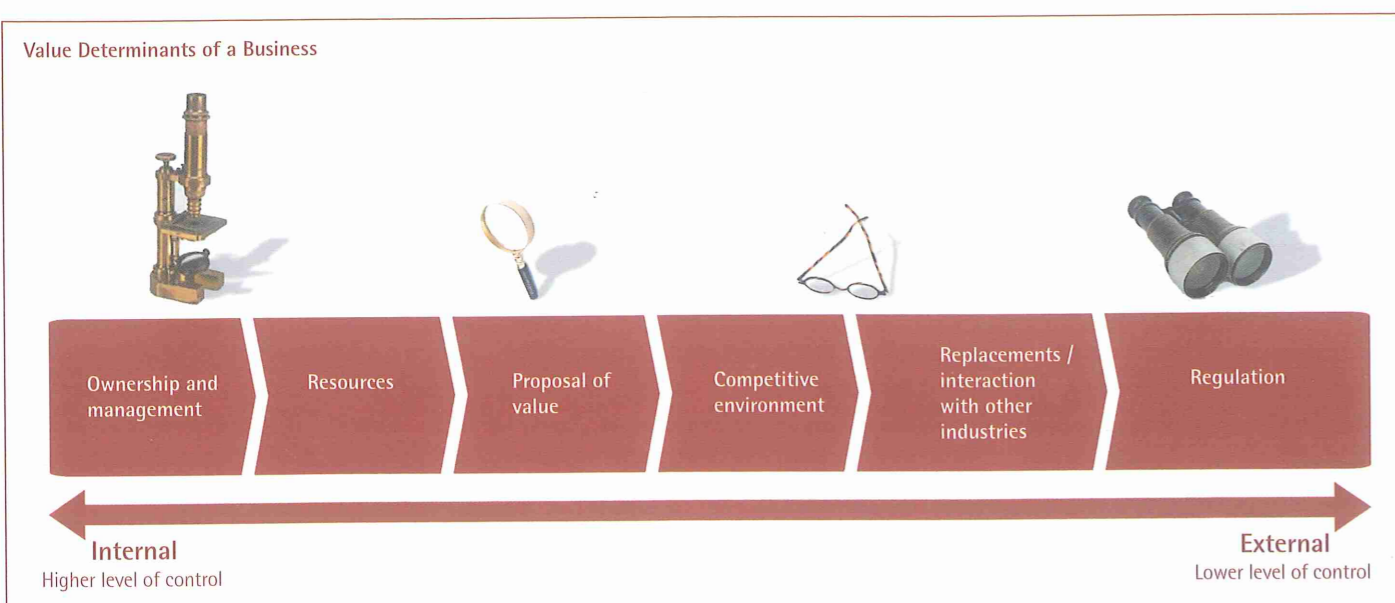 Value Determinants of a Business
Ownership and
management
Resources
Proposal of
value
Competitive
environment
Replacements /
interaction
with other
industries
Regulation
Internal
Higher level of control
External
Lower level of control